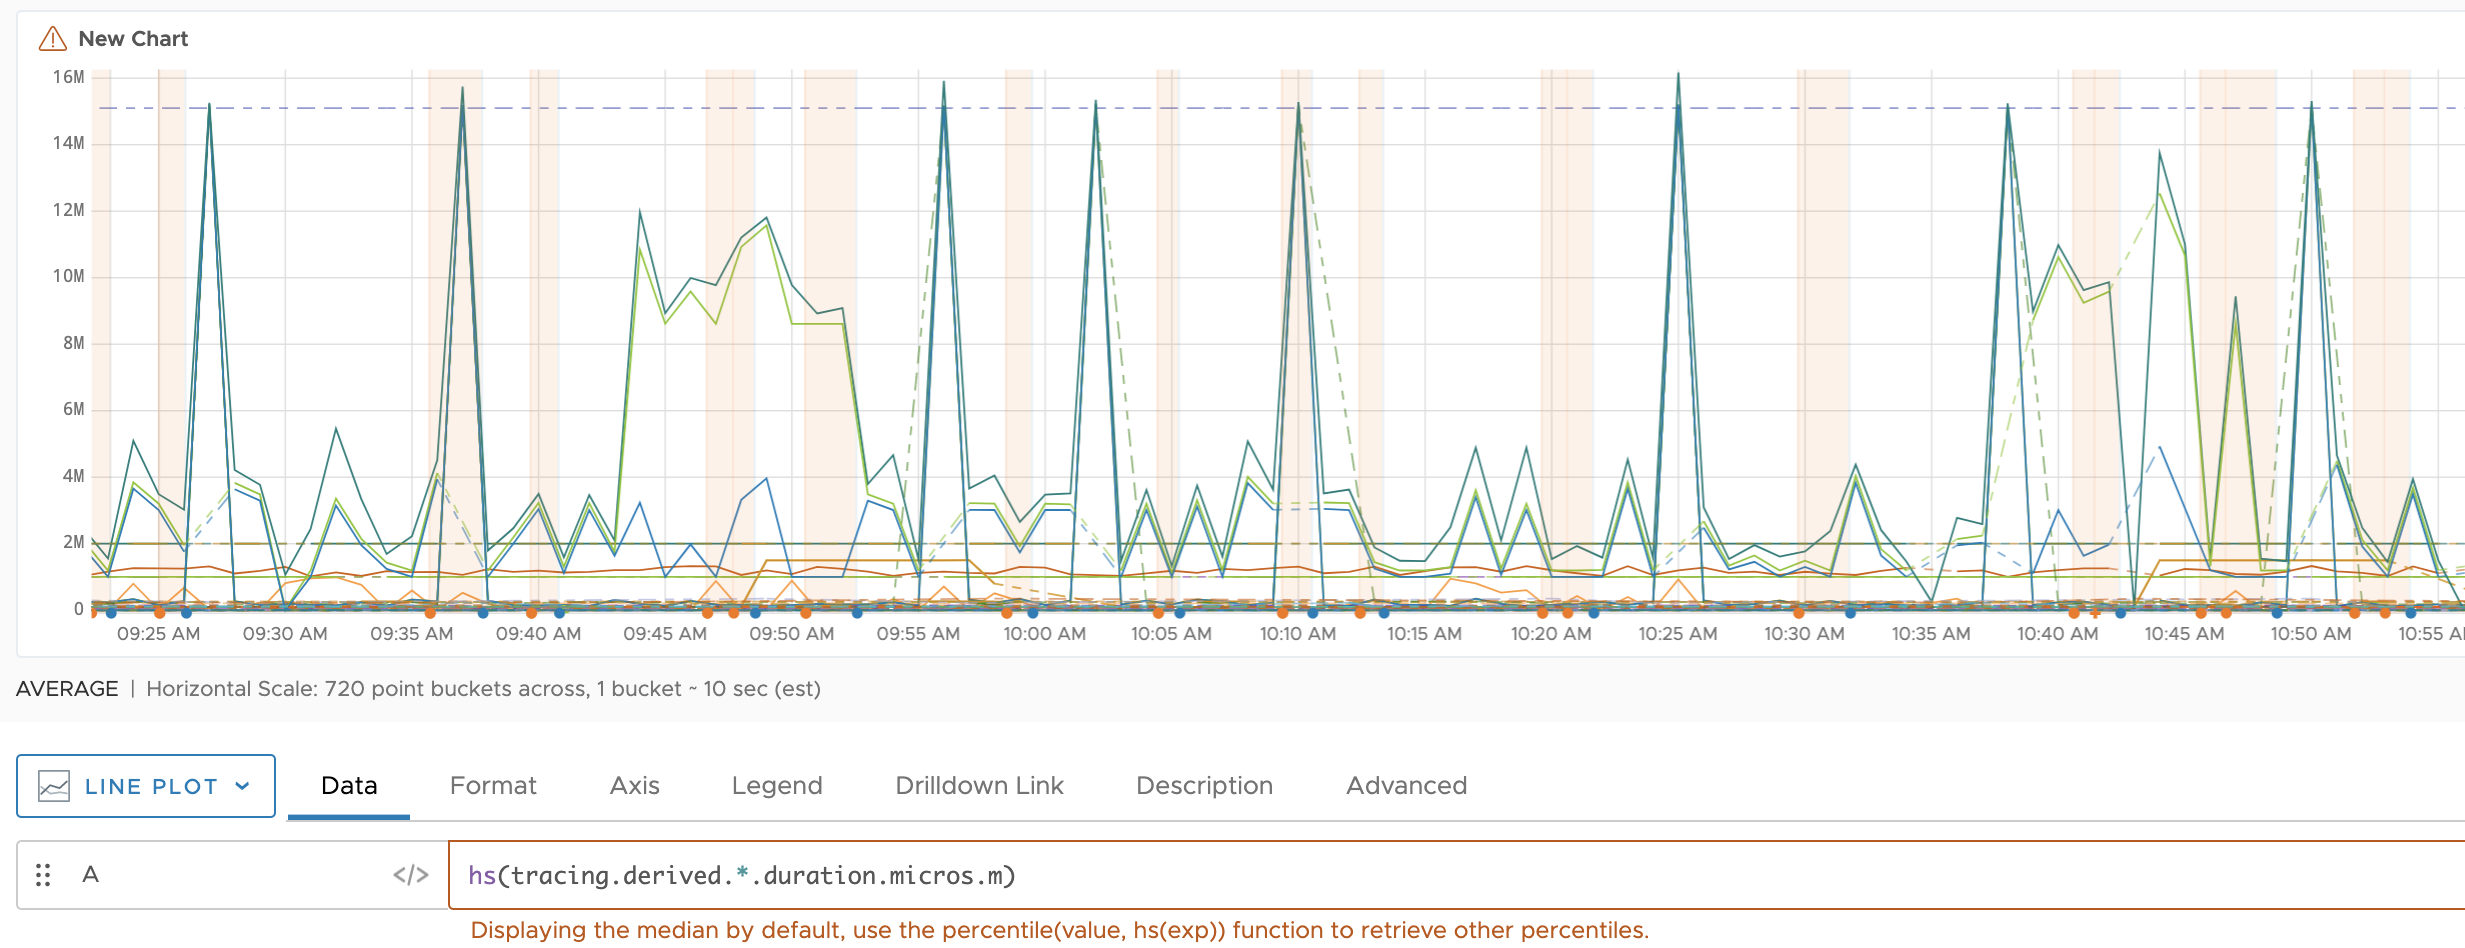 New Chart
16M
14M
12M
10M
8M
6M
4M
2M
0
09:25 AM 09:30 AM 09:35 AM 09:40 AM 09:45 AM 09:50 AM 09:55 AM 10:00 AM 10:05 AM 10:10 AM 10:15 AM 10:20 AM 10:25 AM 10:30 AM 10:35 AM 10:40 AM 10:45 AM 10:50 AM 10:55 A
AVERAGE | Horizontal Scale: 720 point buckets across, 1 bucket ~ 10 sec (est)
LINE PLOT Data Format Axis Legend Drilldown Link Description Advanced
A </> hs(tracing.derived.*.duration.micros.m)
Displaying the median by default, use the percentile(value, hs(exp)) function to retrieve other percentiles.